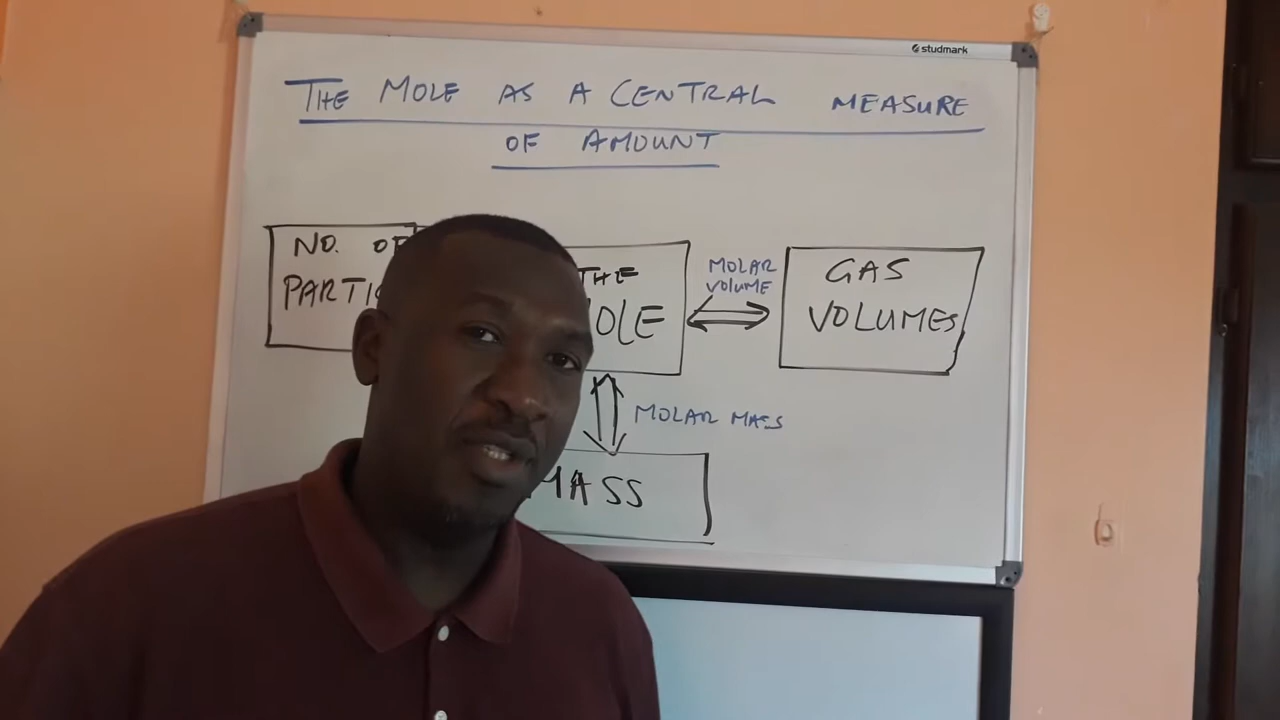 studmark
THE MOLE AS A CENTRAL MEASURE
OF AMOUNT
NO. OF
PARTI
THE
OLE
MOLAR
VOLUME
GAS
VOLUMES
MOLAR MASS
MASS